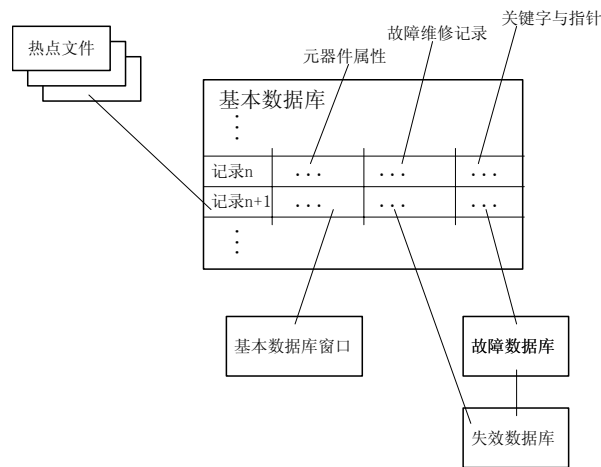 关键字与指针
故障维修记录
热点文件
元器件属性
基本数据库
⋮
记录n ... ... ...
记录n+1 ... ... ...
⋮
基本数据库窗口
故障数据库
失效数据库